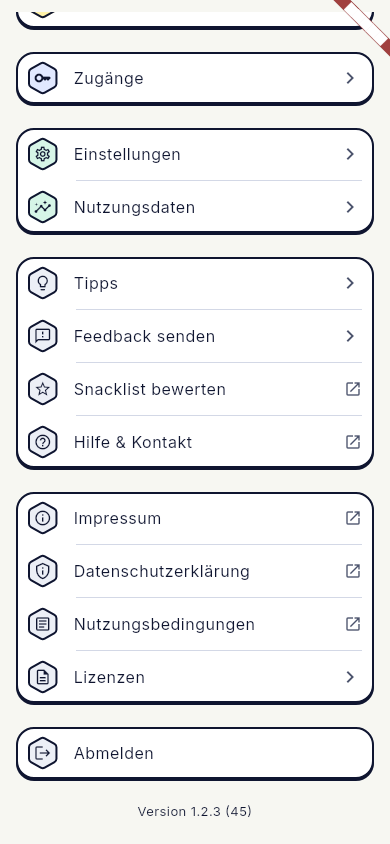 Zugänge
Einstellungen
Nutzungsdaten
Tipps
Feedback senden
Snacklist bewerten
Hilfe & Kontakt
Impressum
Datenschutzerklärung
Nutzungsbedingungen
Lizenzen
Abmelden
Version 1.2.3 (45)